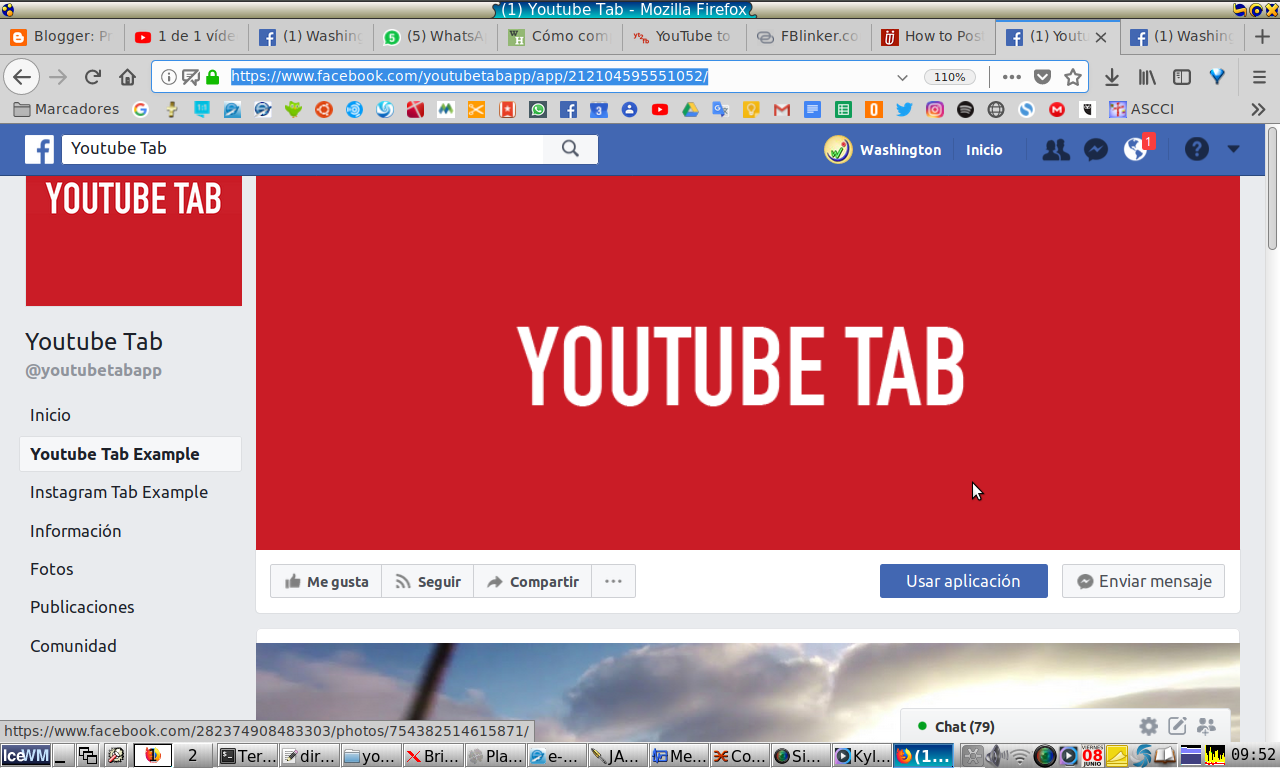 (1) Youtube Tab - Mozilla Firefox
Blogger: Pr
1 de 1 víde
(1) Washing
(5) WhatsA
Cómo comp
YouTube to
FBlinker.co
How to Post
(1) Youtu
(1) Washing
https://www.facebook.com/youtubetabapp/app/212104595551052/
110%
Marcadores
ASCCI
Youtube Tab
Washington
Inicio
1
YOUTUBE TAB
YOUTUBE TAB
Youtube Tab
@youtubetabapp
Inicio
Youtube Tab Example
Instagram Tab Example
Información
Fotos
Publicaciones
Comunidad
Me gusta
Seguir
Compartir
Usar aplicación
Enviar mensaje
Chat (79)
https://www.facebook.com/282374908483303/photos/754382514615871/
IceWM
1
2
Ter...
dir...
yo...
Bri...
Pla...
e-...
JA...
Me...
Co...
Si...
Kyl...
(1...
VIERNES
08
JUNIO
09:52